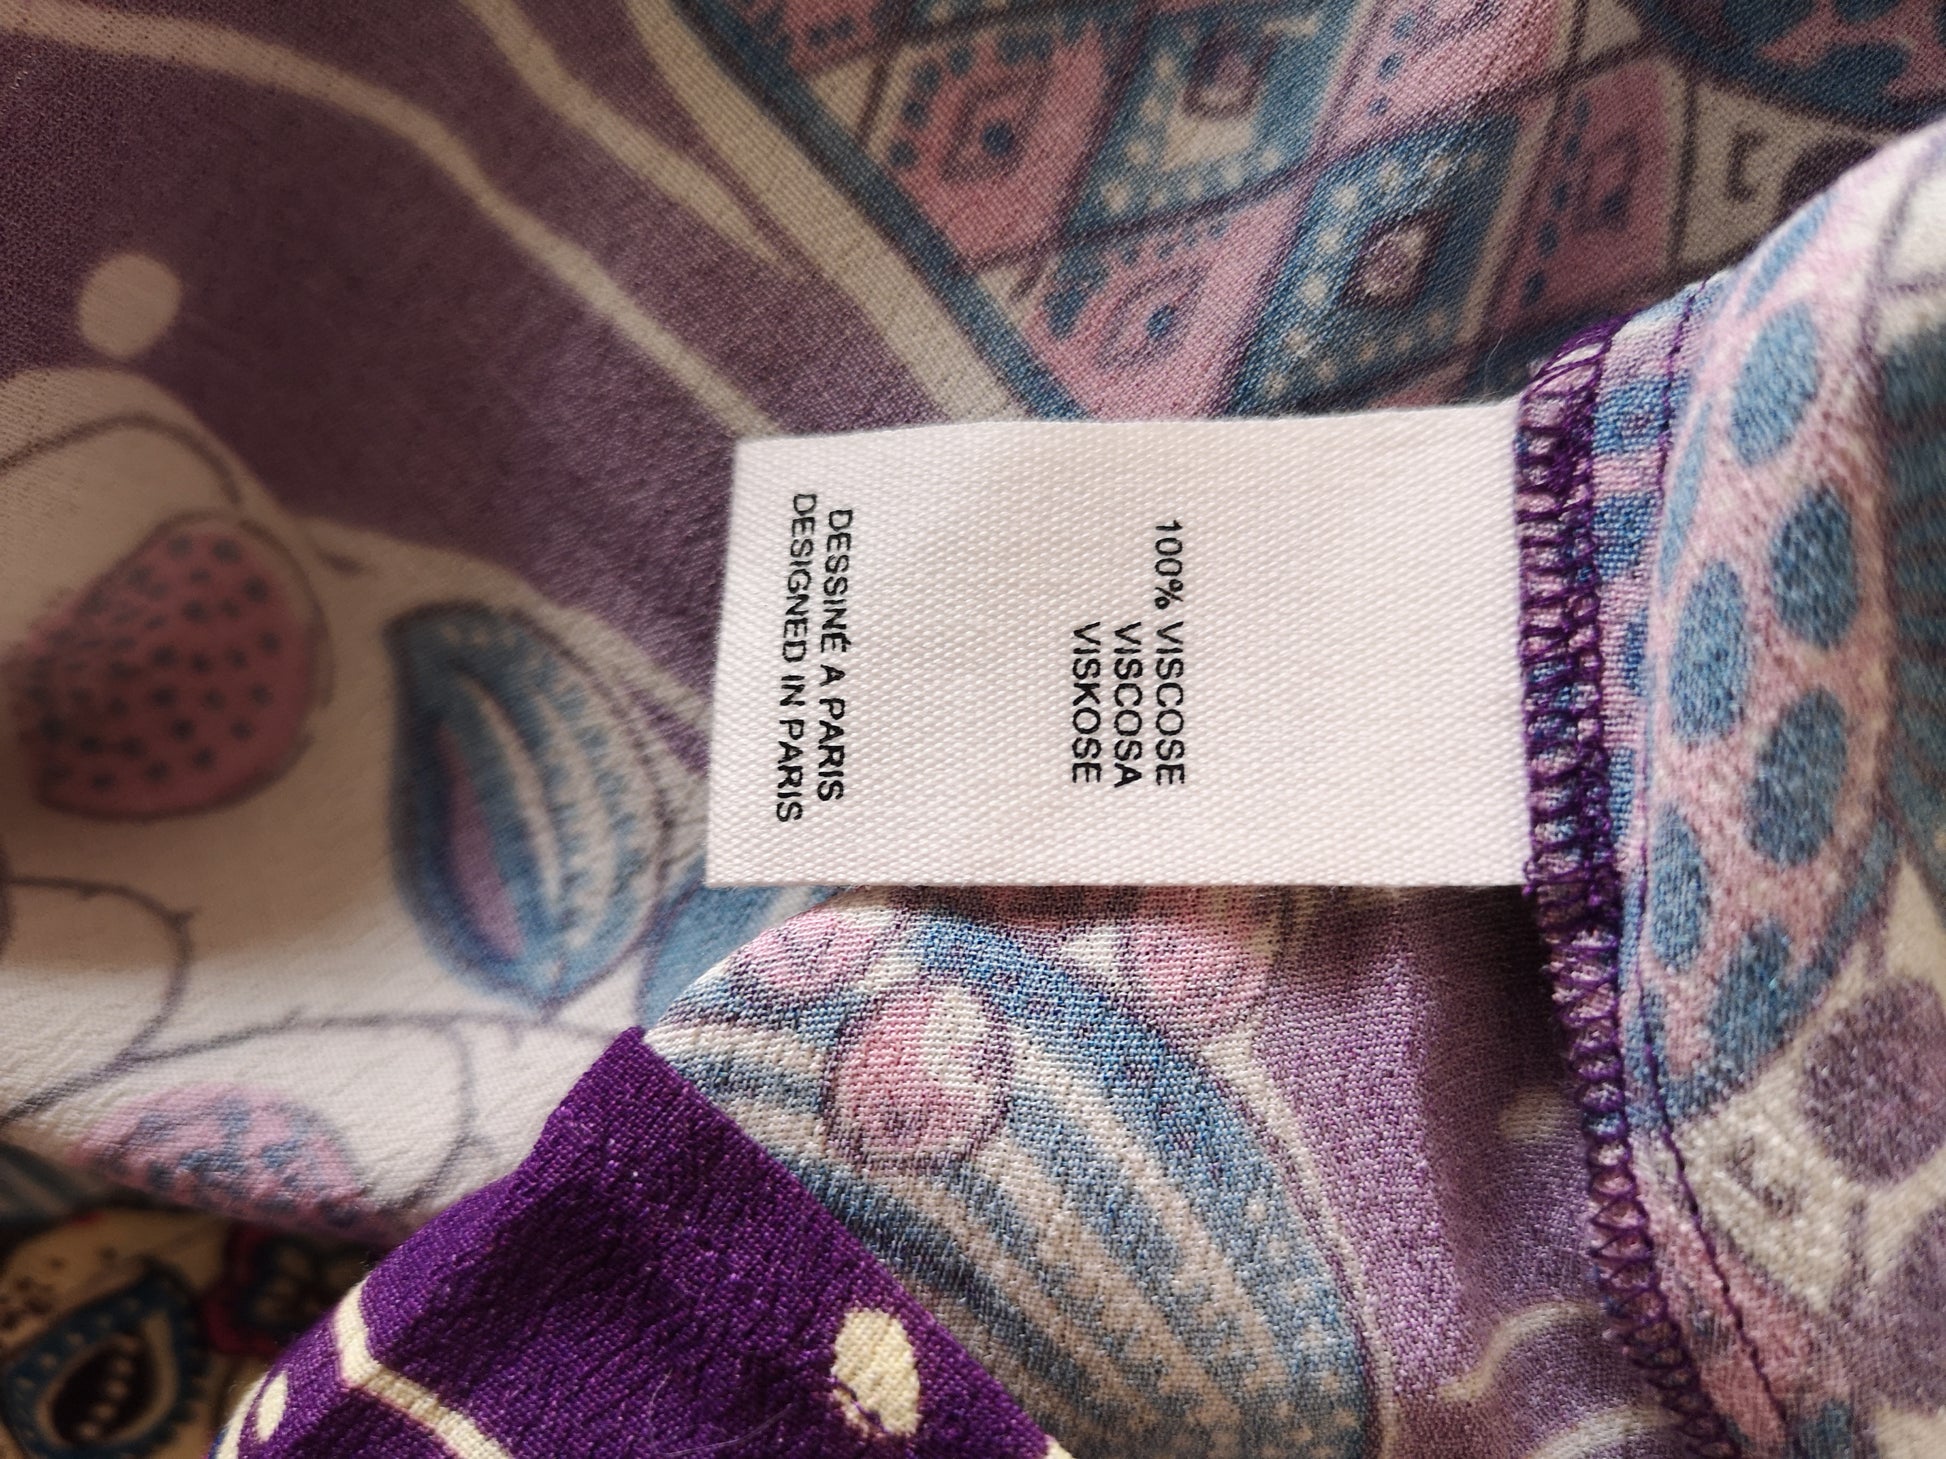 100% VISCOSE
VISCOSA
VISKOSE
DESSINÉ A PARIS
DESIGNED IN PARIS